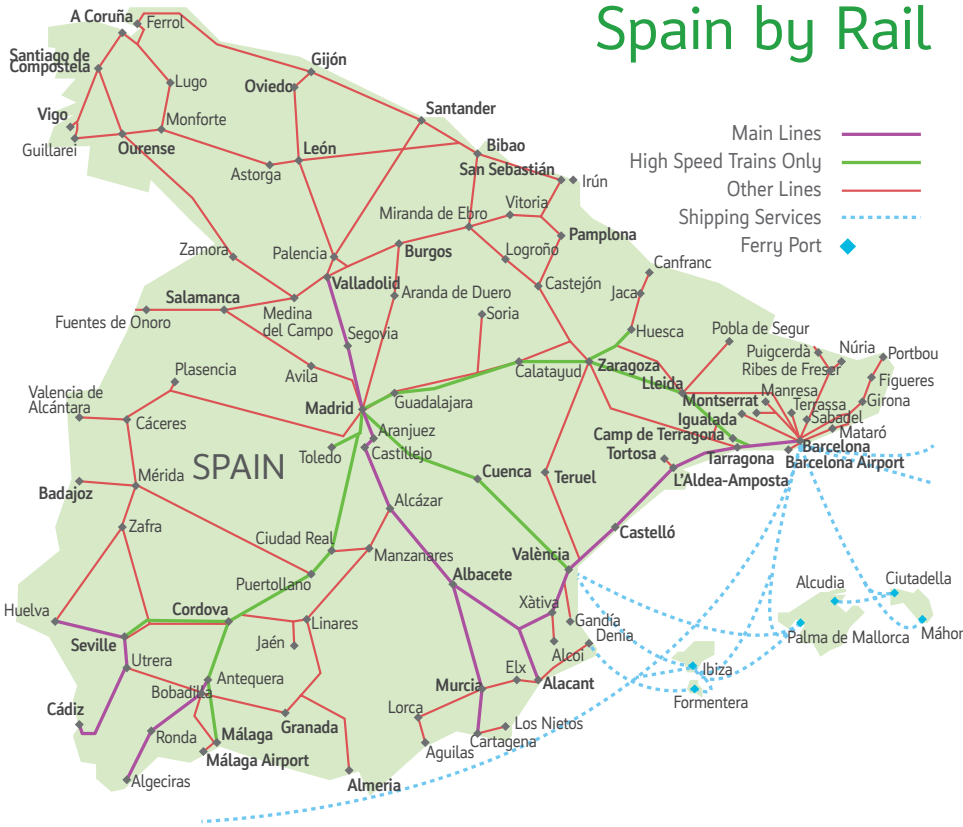 Spain by Rail
A Coruña
Ferrol
Santiago de
Compostela
Lugo
Gijón
Oviedo
Santander
Vigo
Monforte
Guillarei
Ourense
León
Astorga
Bibao
San Sebastián
Irún
Main Lines
High Speed Trains Only
Other Lines
Shipping Services
Ferry Port
Vitoria
Miranda de Ebro
Pamplona
Zamora
Palencia
Burgos
Logroño
Canfranc
Valladolid
Castejón
Jaca
Salamanca
Aranda de Duero
Fuentes de Onoro
Medina
del Campo
Segovia
Soria
Huesca
Pobla de Segur
Puigcerdà
Núria
Portbou
Ribes de Freser
Plasencia
Avila
Calatayud
Zaragoza
Lleida
Figueres
Valencia de
Alcántara
Madrid
Guadalajara
Manresa
Montserrat
Girona
Terrassa
Igualada
Sabadel
Cáceres
Aranjuez
Camp de Terragona
Mataró
Toledo
Castillejo
Tortosa
Tarragona
Barcelona
Barcelona Airport
SPAIN
Cuenca
Teruel
L'Aldea-Amposta
Mérida
Badajoz
Alcázar
Zafra
Castelló
Ciudad Real
Manzanares
València
Puertollano
Albacete
Alcudia
Ciutadella
Huelva
Cordova
Linares
Xàtiva
Gandía
Denia
Palma de Mallorca
Máhor
Seville
Jaén
Alcoi
Utrera
Antequera
Elx
Ibiza
Bobadilla
Murcia
Alacant
Formentera
Cádiz
Lorca
Los Nietos
Ronda
Málaga
Granada
Cartagena
Málaga Airport
Aguilas
Algeciras
Almeria